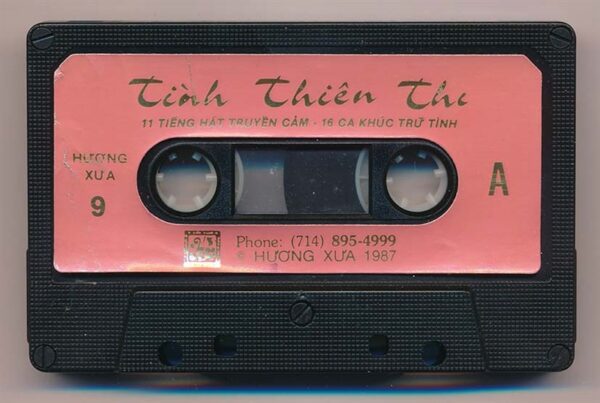 Tình Thiên Thu
11 TIẾNG HÁT TRUYỀN CẢM - 16 CA KHÚC TRỮ TÌNH
HƯƠNG
XƯA
9
A
Phone: (714) 895-4999
© HƯƠNG XƯA 1987